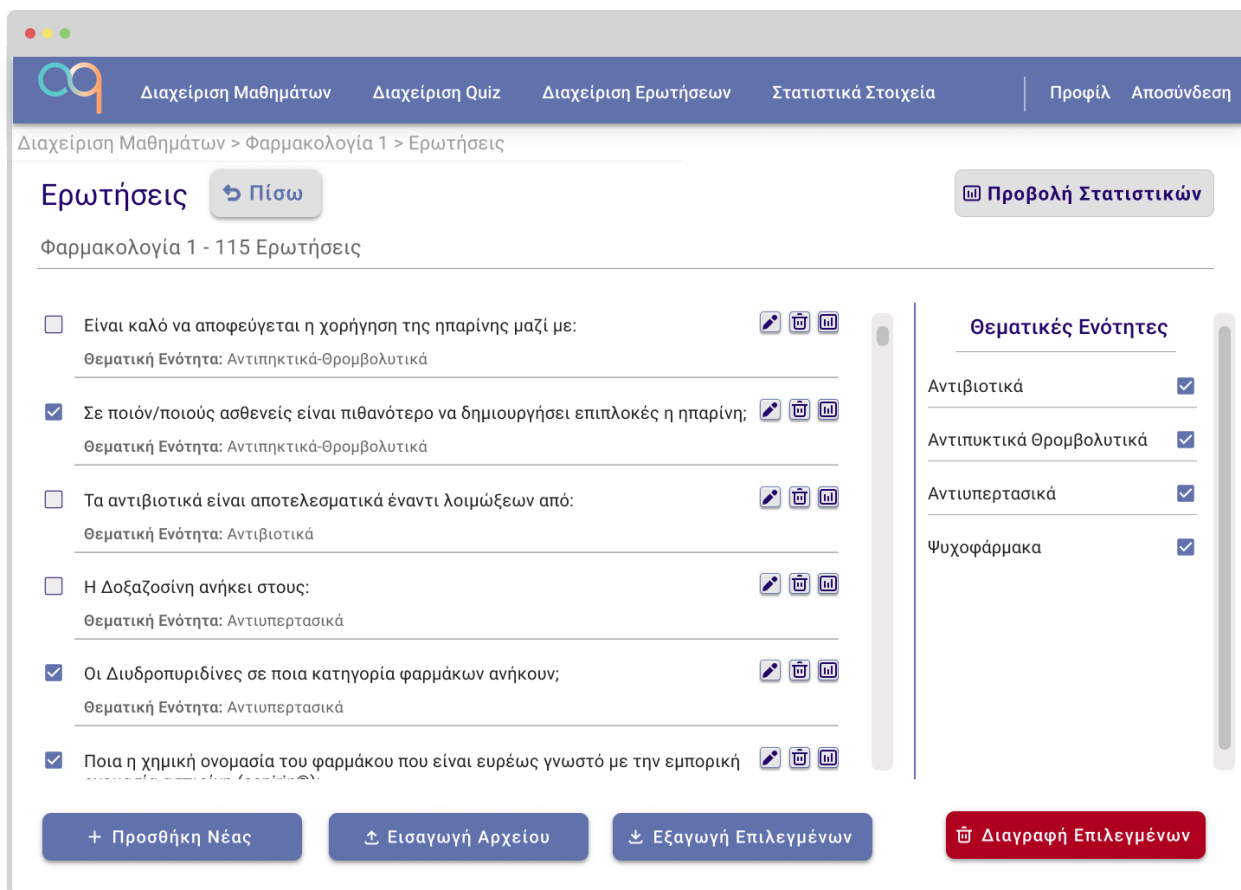 Διαχείριση Μαθημάτων Διαχείριση Quiz Διαχείριση Ερωτήσεων Στατιστικά Στοιχεία Προφίλ Αποσύνδεση
Διαχείριση Μαθημάτων > Φαρμακολογία 1 > Ερωτήσεις
Ερωτήσεις Πίσω Προβολή Στατιστικών
Φαρμακολογία 1 - 115 Ερωτήσεις
Είναι καλό να αποφεύγεται η χορήγηση της ηπαρίνης μαζί με:
Θεματική Ενότητα: Αντιπηκτικά-Θρομβολυτικά
Σε ποιόν/ποιούς ασθενείς είναι πιθανότερο να δημιουργήσει επιπλοκές η ηπαρίνη;
Θεματική Ενότητα: Αντιπηκτικά-Θρομβολυτικά
Τα αντιβιοτικά είναι αποτελεσματικά έναντι λοιμώξεων από:
Θεματική Ενότητα: Αντιβιοτικά
Η Δοξαζοσίνη ανήκει στους:
Θεματική Ενότητα: Αντιυπερτασικά
Οι Διυδροπυριδίνες σε ποια κατηγορία φαρμάκων ανήκουν;
Θεματική Ενότητα: Αντιυπερτασικά
Ποια η χημική ονομασία του φαρμάκου που είναι ευρέως γνωστό με την εμπορική
Θεματικές Ενότητες
Αντιβιοτικά
Αντιπυκτικά Θρομβολυτικά
Αντιυπερτασικά
Ψυχοφάρμακα
+ Προσθήκη Νέας Εισαγωγή Αρχείου Εξαγωγή Επιλεγμένων Διαγραφή Επιλεγμένων